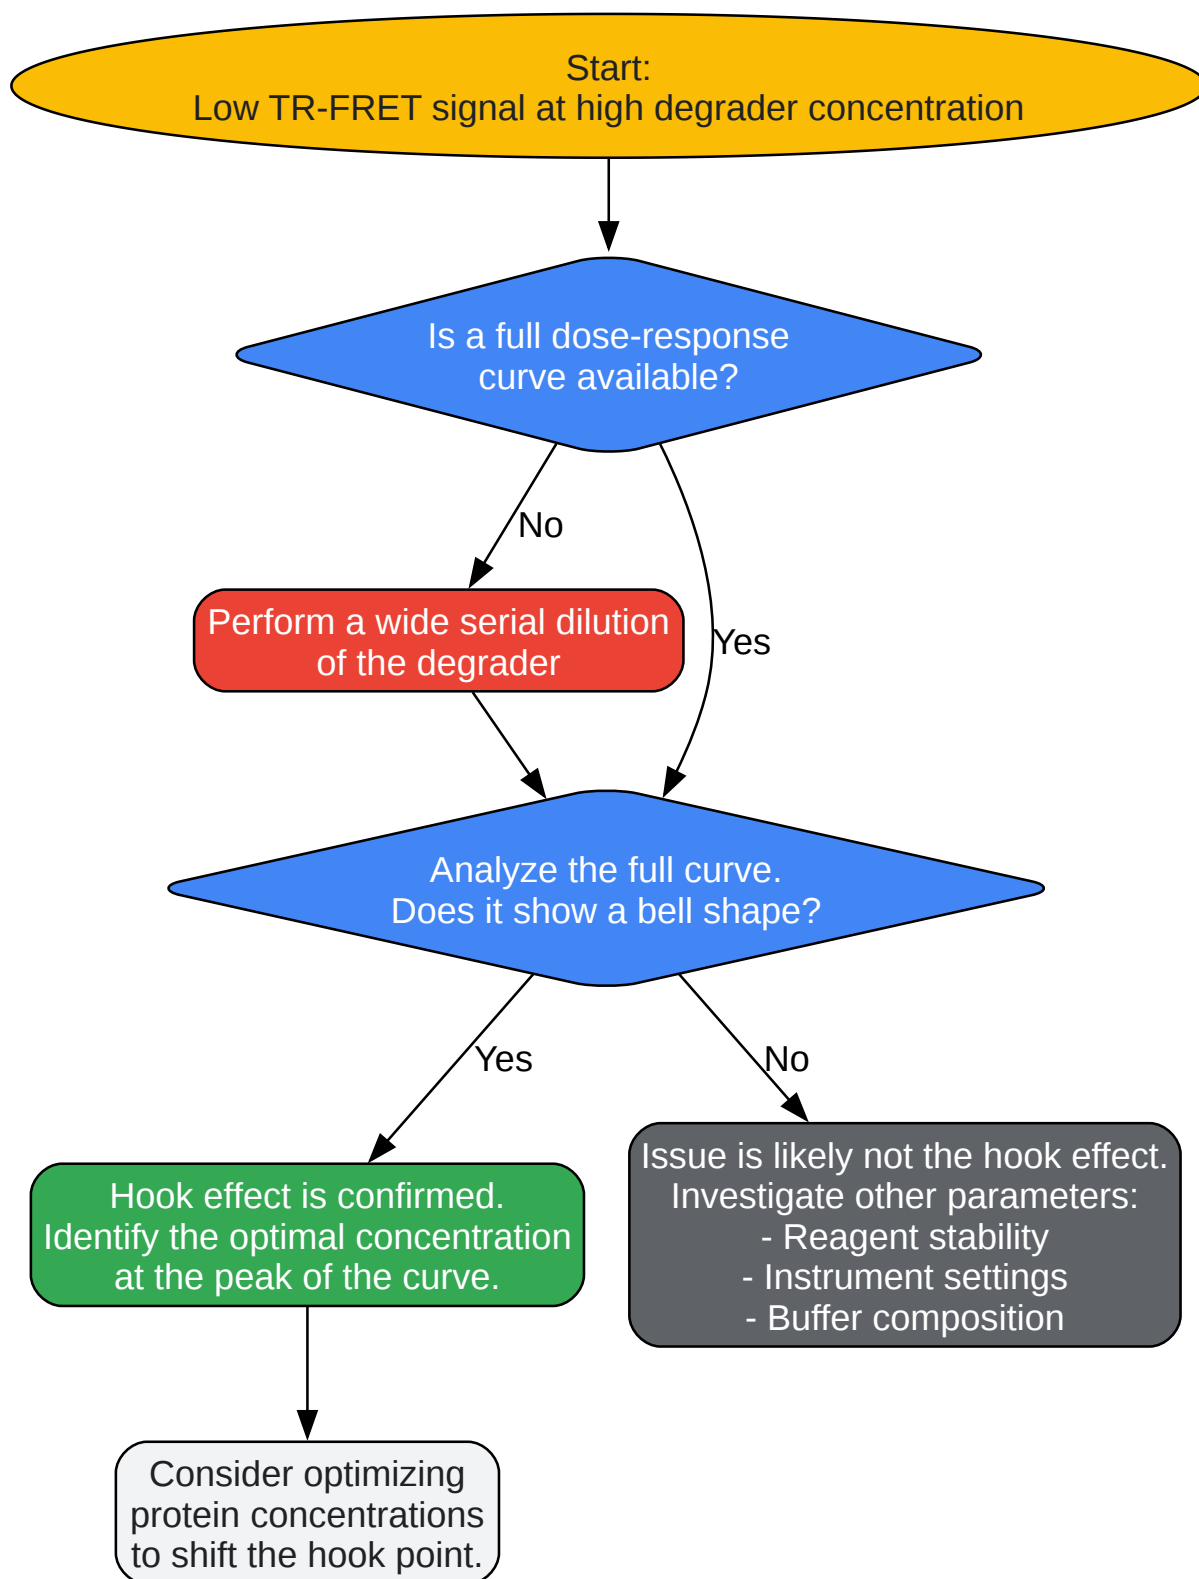 Start:
Low TR-FRET signal at high degrader concentration
Is a full dose-response
curve available?
No
Yes
Perform a wide serial dilution
of the degrader
Analyze the full curve.
Does it show a bell shape?
Yes
No
Hook effect is confirmed.
Identify the optimal concentration
at the peak of the curve.
Issue is likely not the hook effect.
Investigate other parameters:
- Reagent stability
- Instrument settings
- Buffer composition
Consider optimizing
protein concentrations
to shift the hook point.